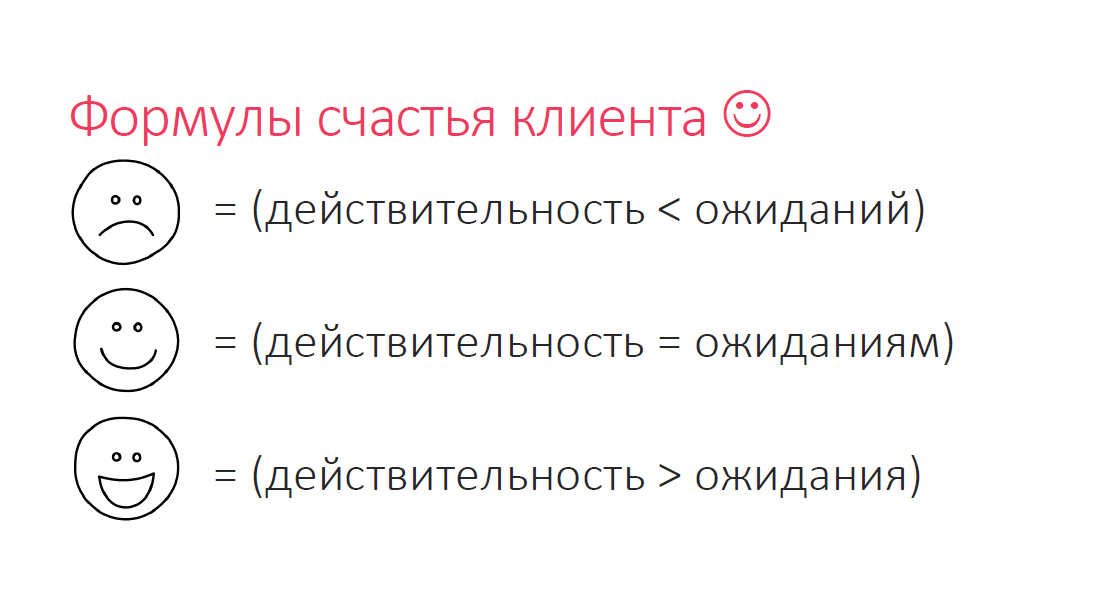 Формулы счастья клиента ☺
= (действительность < ожиданий)
= (действительность = ожиданиям)
= (действительность > ожидания)